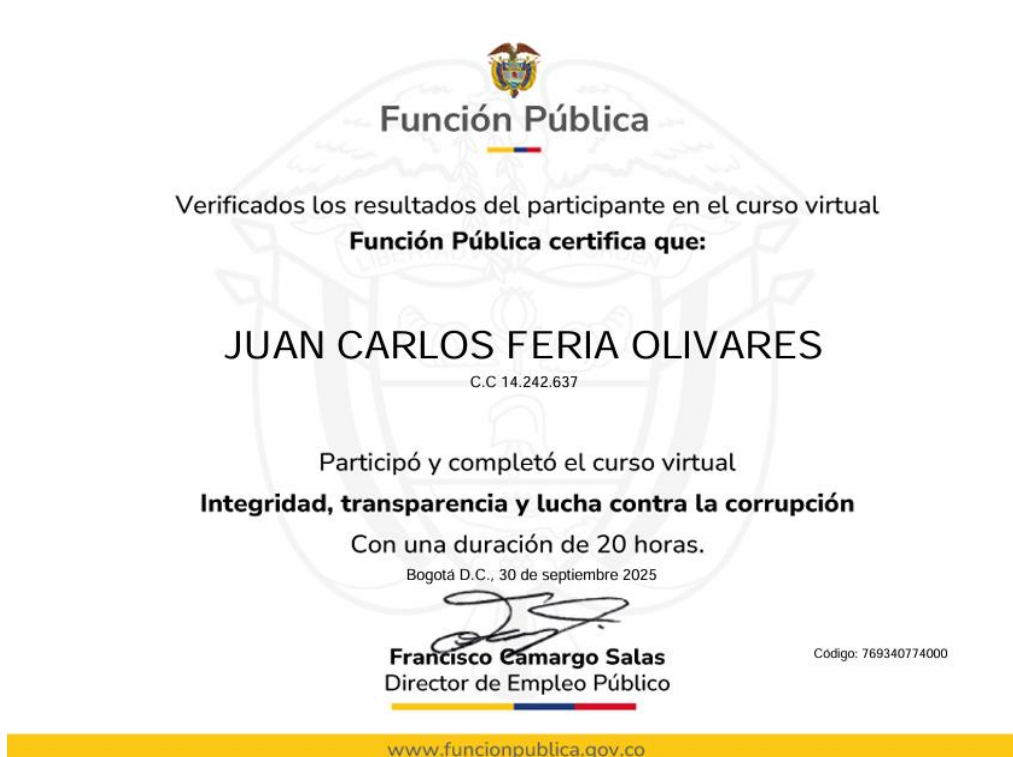 Función Pública
Verificados los resultados del participante en el curso virtual
Función Pública certifica que:
JUAN CARLOS FERIA OLIVARES
C.C 14.242.637
Participó y completó el curso virtual
Integridad, transparencia y lucha contra la corrupción
Con una duración de 20 horas.
Bogotá D.C., 30 de septiembre 2025
Francisco Camargo Salas
Código: 769340774000
Director de Empleo Público
www.funcionpublica.gov.co